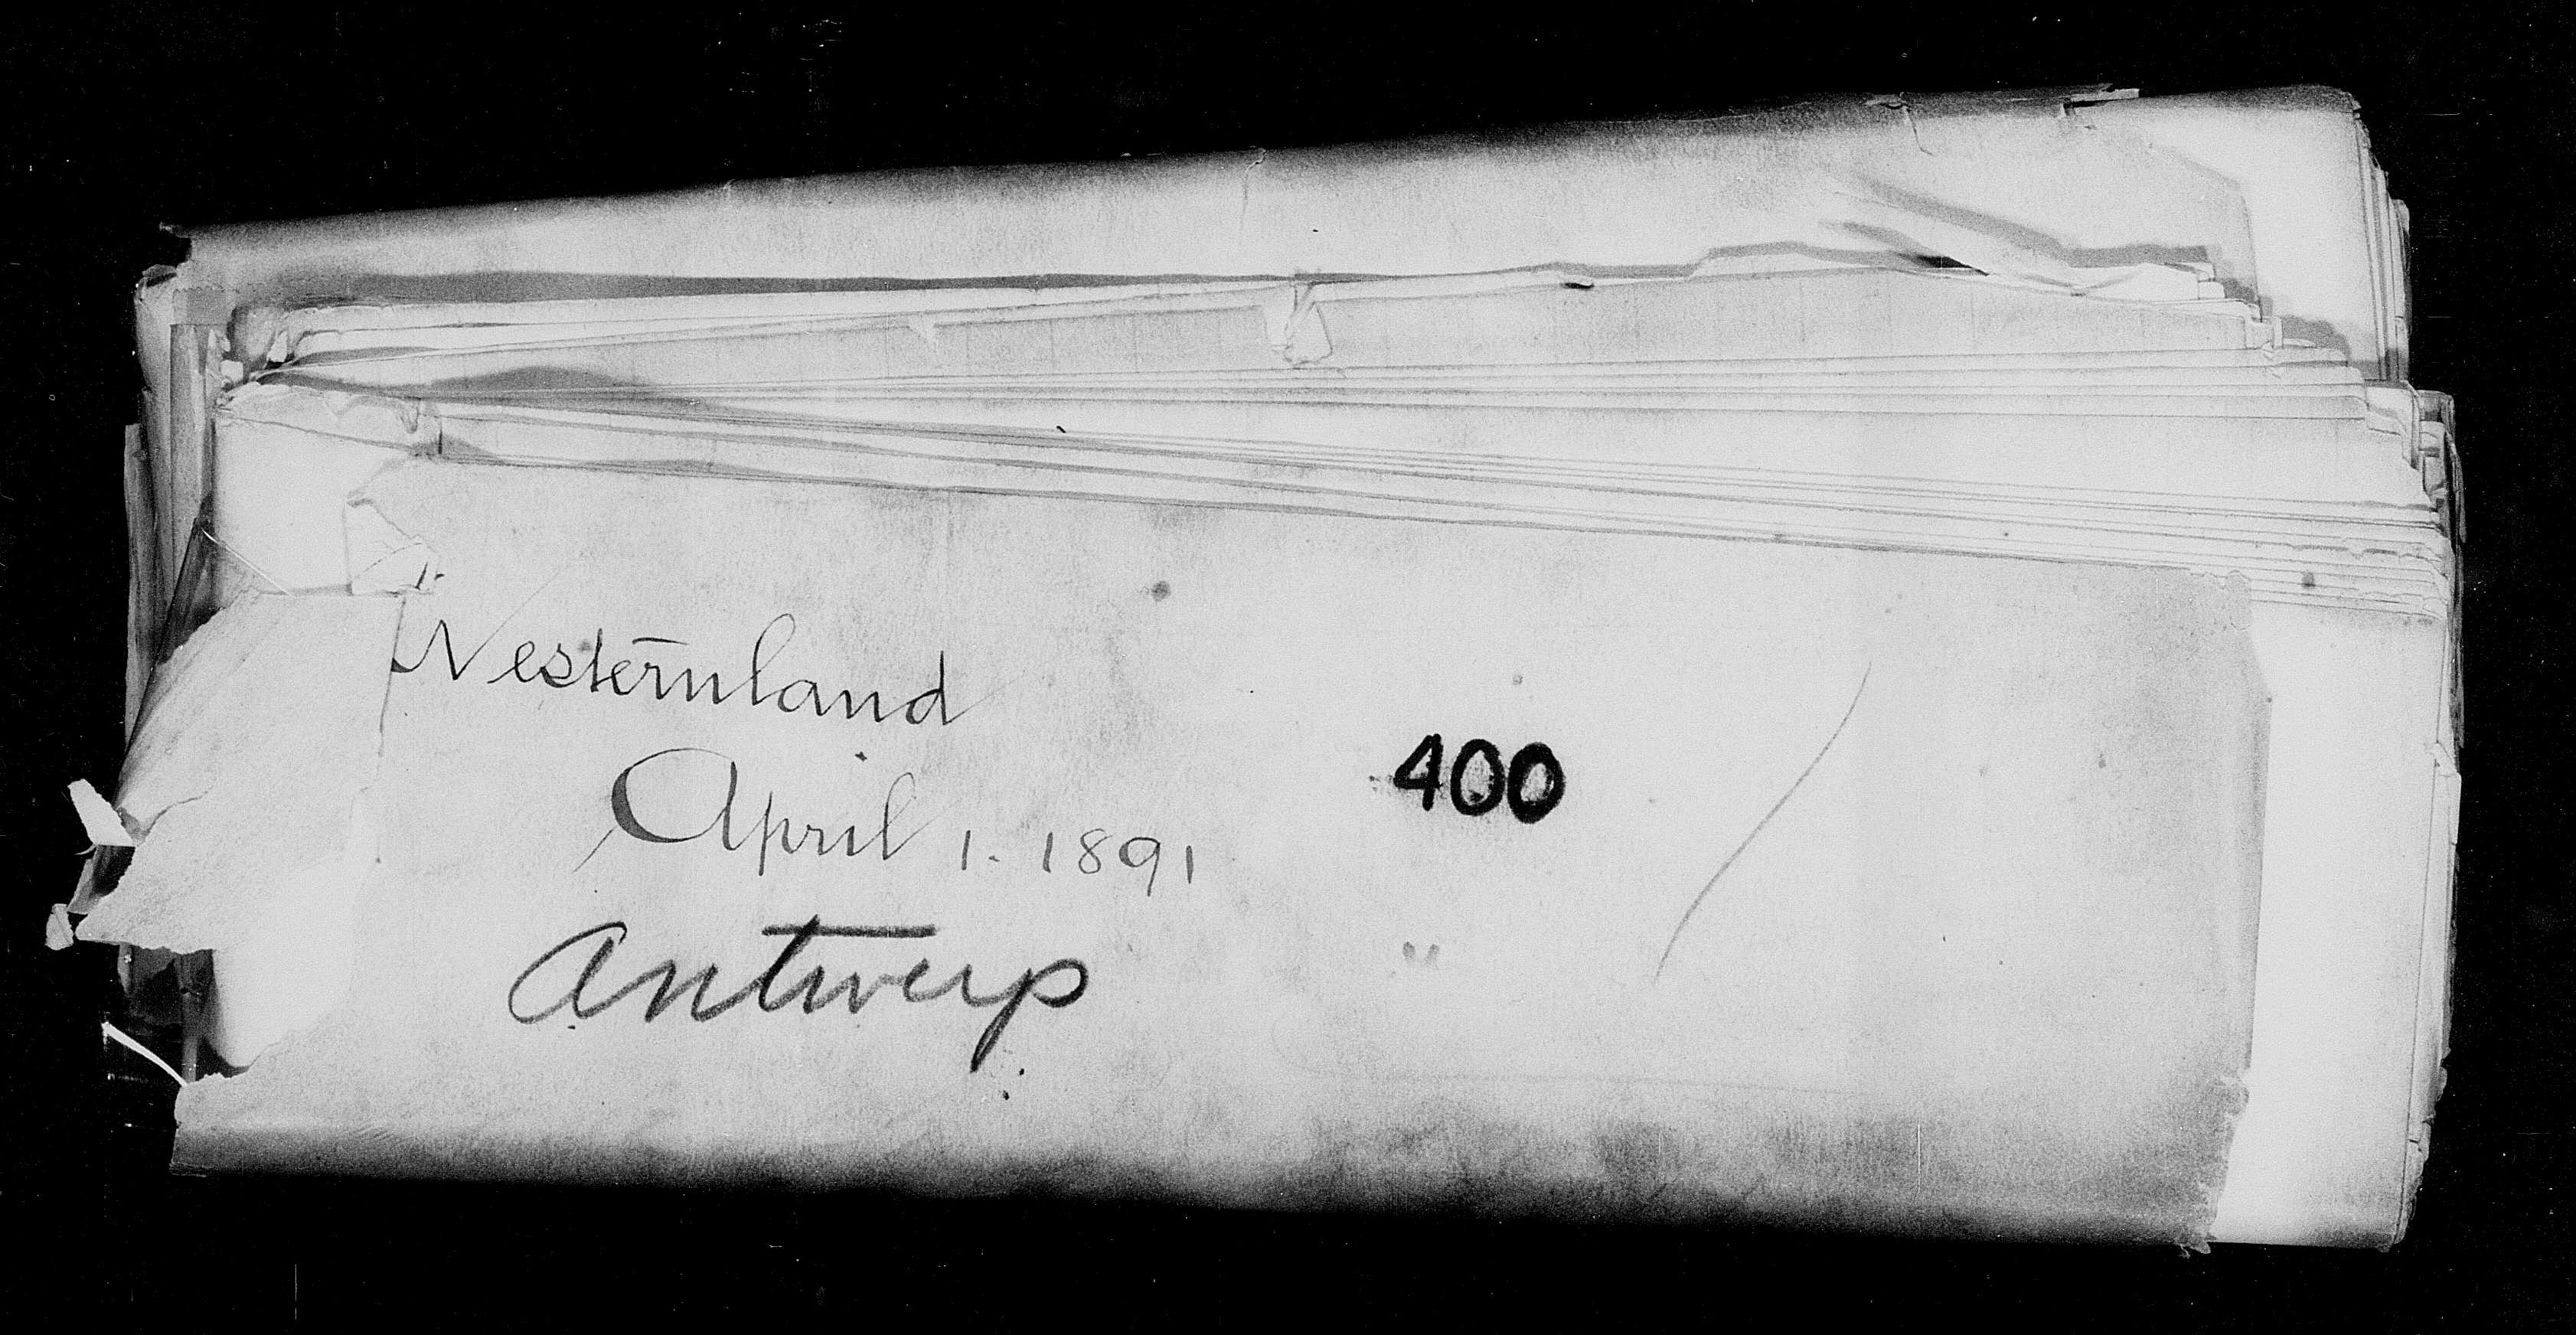 Westernland
April 1. 1891
400
Antwerp
"